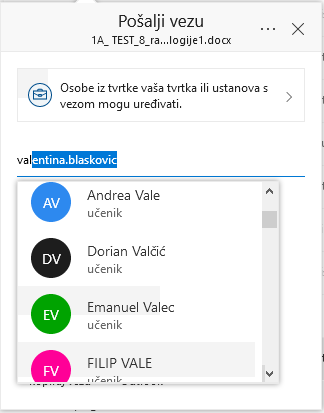 Pošalji vezu
1A_ TEST_8_ra...logije1.docx
Osobe iz tvrtke vaša tvrtka ili ustanova s
vezom mogu uređivati.
valentina.blaskovic
AV
Andrea Vale
učenik
DV
Dorian Valčić
učenik
EV
Emanuel Valec
učenik
FV
FILIP VALE
učenik